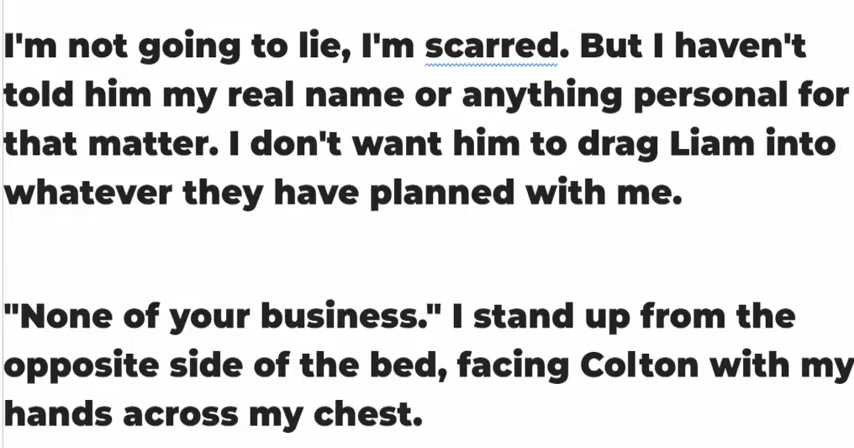 I'm not going to lie, I'm scarred. But I haven't
told him my real name or anything personal for
that matter. I don't want him to drag Liam into
whatever they have planned with me.
"None of your business." I stand up from the
opposite side of the bed, facing Colton with my
hands across my chest.